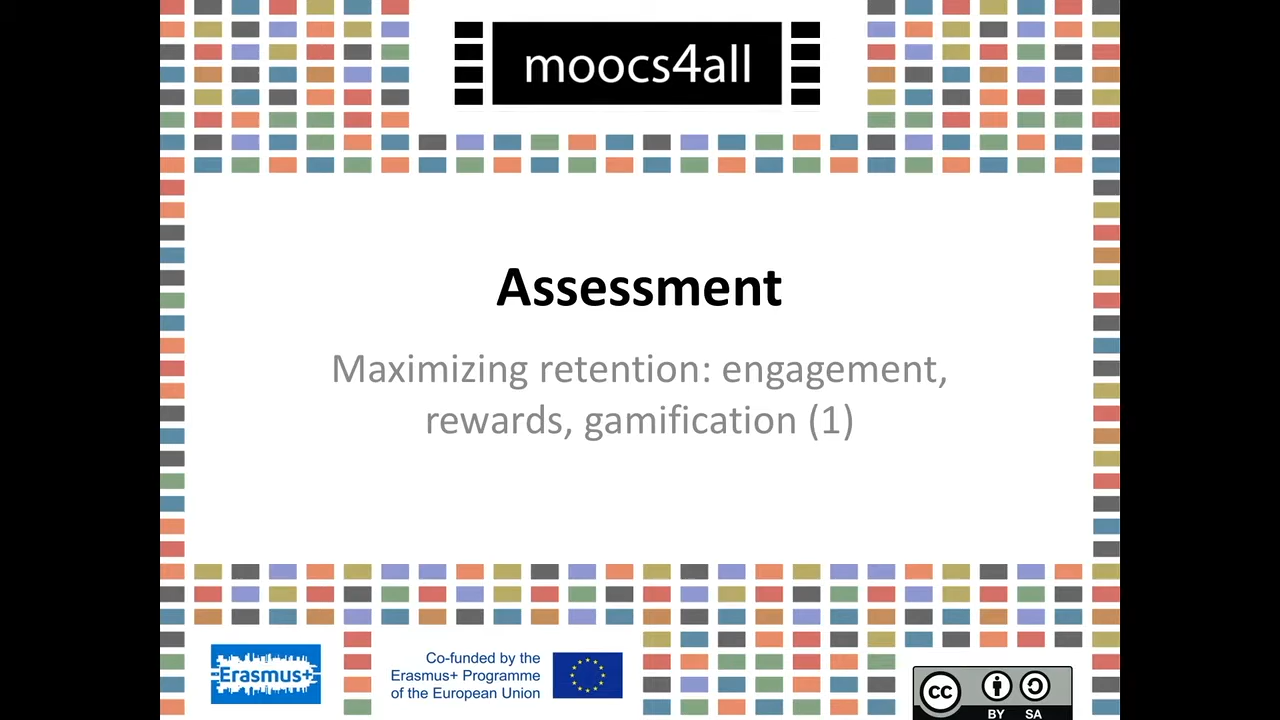 moocs4all
Assessment
Maximizing retention: engagement,
rewards, gamification (1)
Erasmus+
Co-funded by the
Erasmus+ Programme
of the European Union
cc
BY SA